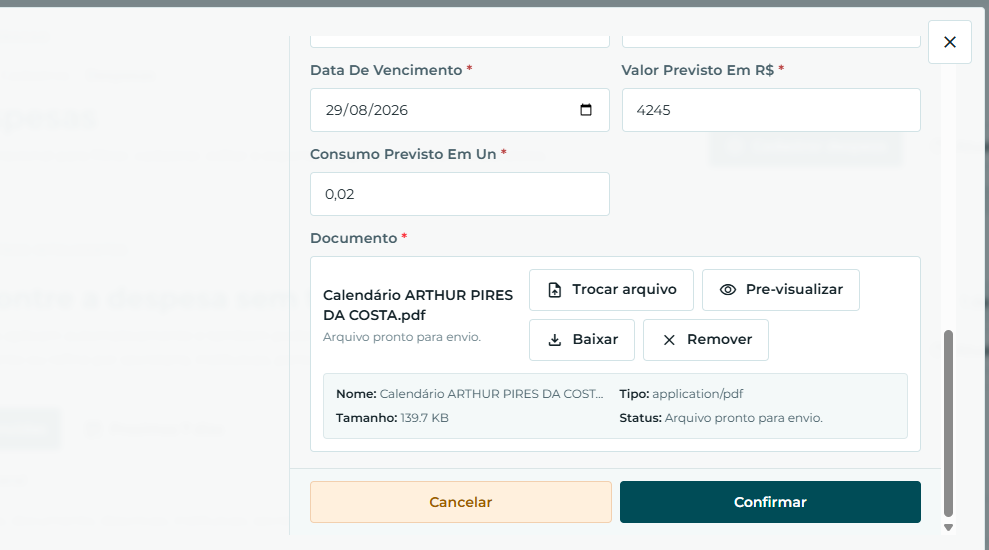 Data De Vencimento *
Valor Previsto Em R$ *
29/08/2026
4245
Consumo Previsto Em Un *
0,02
Documento *
Calendário ARTHUR PIRES
DA COSTA.pdf
Arquivo pronto para envio.
Trocar arquivo
Pre-visualizar
Baixar
Remover
Nome: Calendário ARTHUR PIRES DA COST...
Tipo: application/pdf
Tamanho: 139.7 KB
Status: Arquivo pronto para envio.
Cancelar
Confirmar